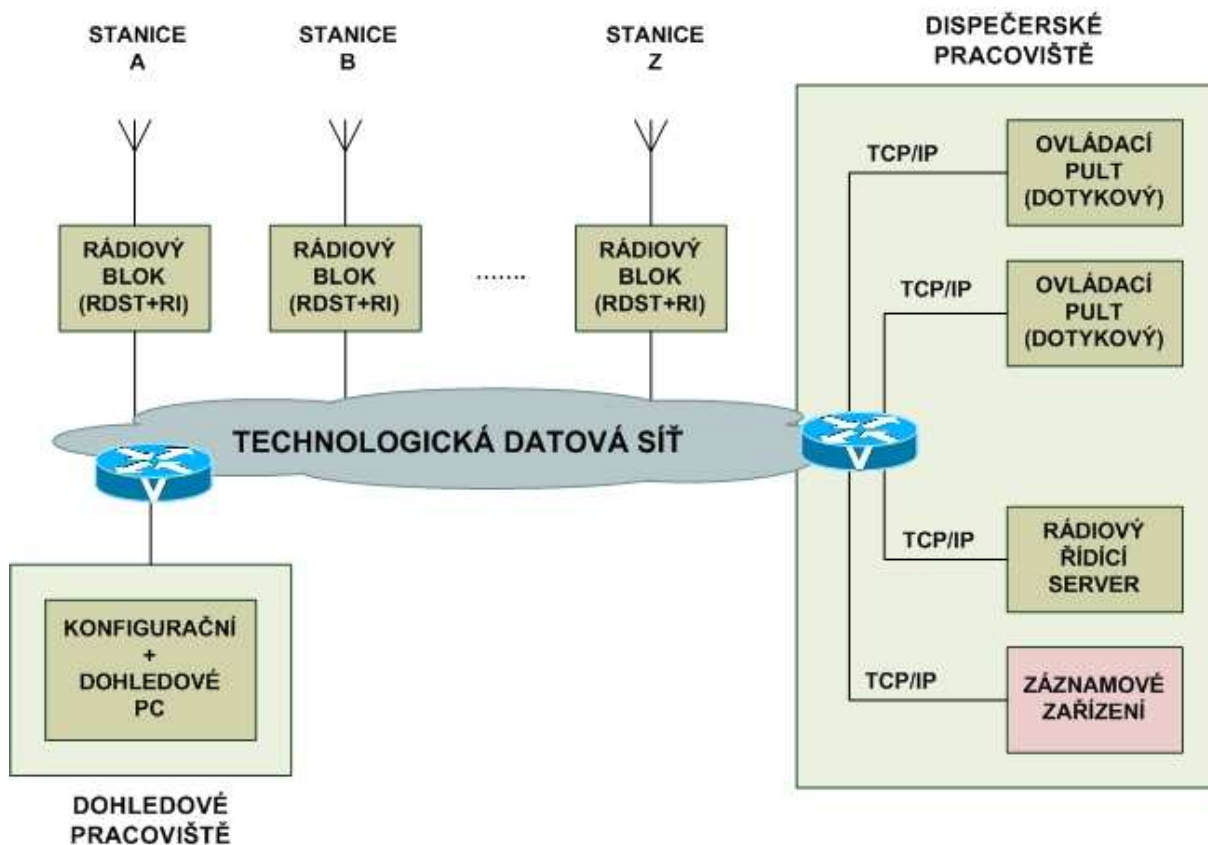 STANICE
A
STANICE
B
STANICE
Z
DISPEČERSKÉ
PRACOVIŠTĚ
RÁDIOVÝ
BLOK
(RDST+RI)
RÁDIOVÝ
BLOK
(RDST+RI)
.......
RÁDIOVÝ
BLOK
(RDST+RI)
TCP/IP
OVLÁDACÍ
PULT
(DOTYKOVÝ)
TCP/IP
OVLÁDACÍ
PULT
(DOTYKOVÝ)
TECHNOLOGICKÁ DATOVÁ SÍŤ
V
V
TCP/IP
RÁDIOVÝ
ŘÍDÍCÍ
SERVER
TCP/IP
ZÁZNAMOVÉ
ZAŘÍZENÍ
KONFIGURAČNÍ
+
DOHLEDOVÉ
PC
DOHLEDOVÉ
PRACOVIŠTĚ